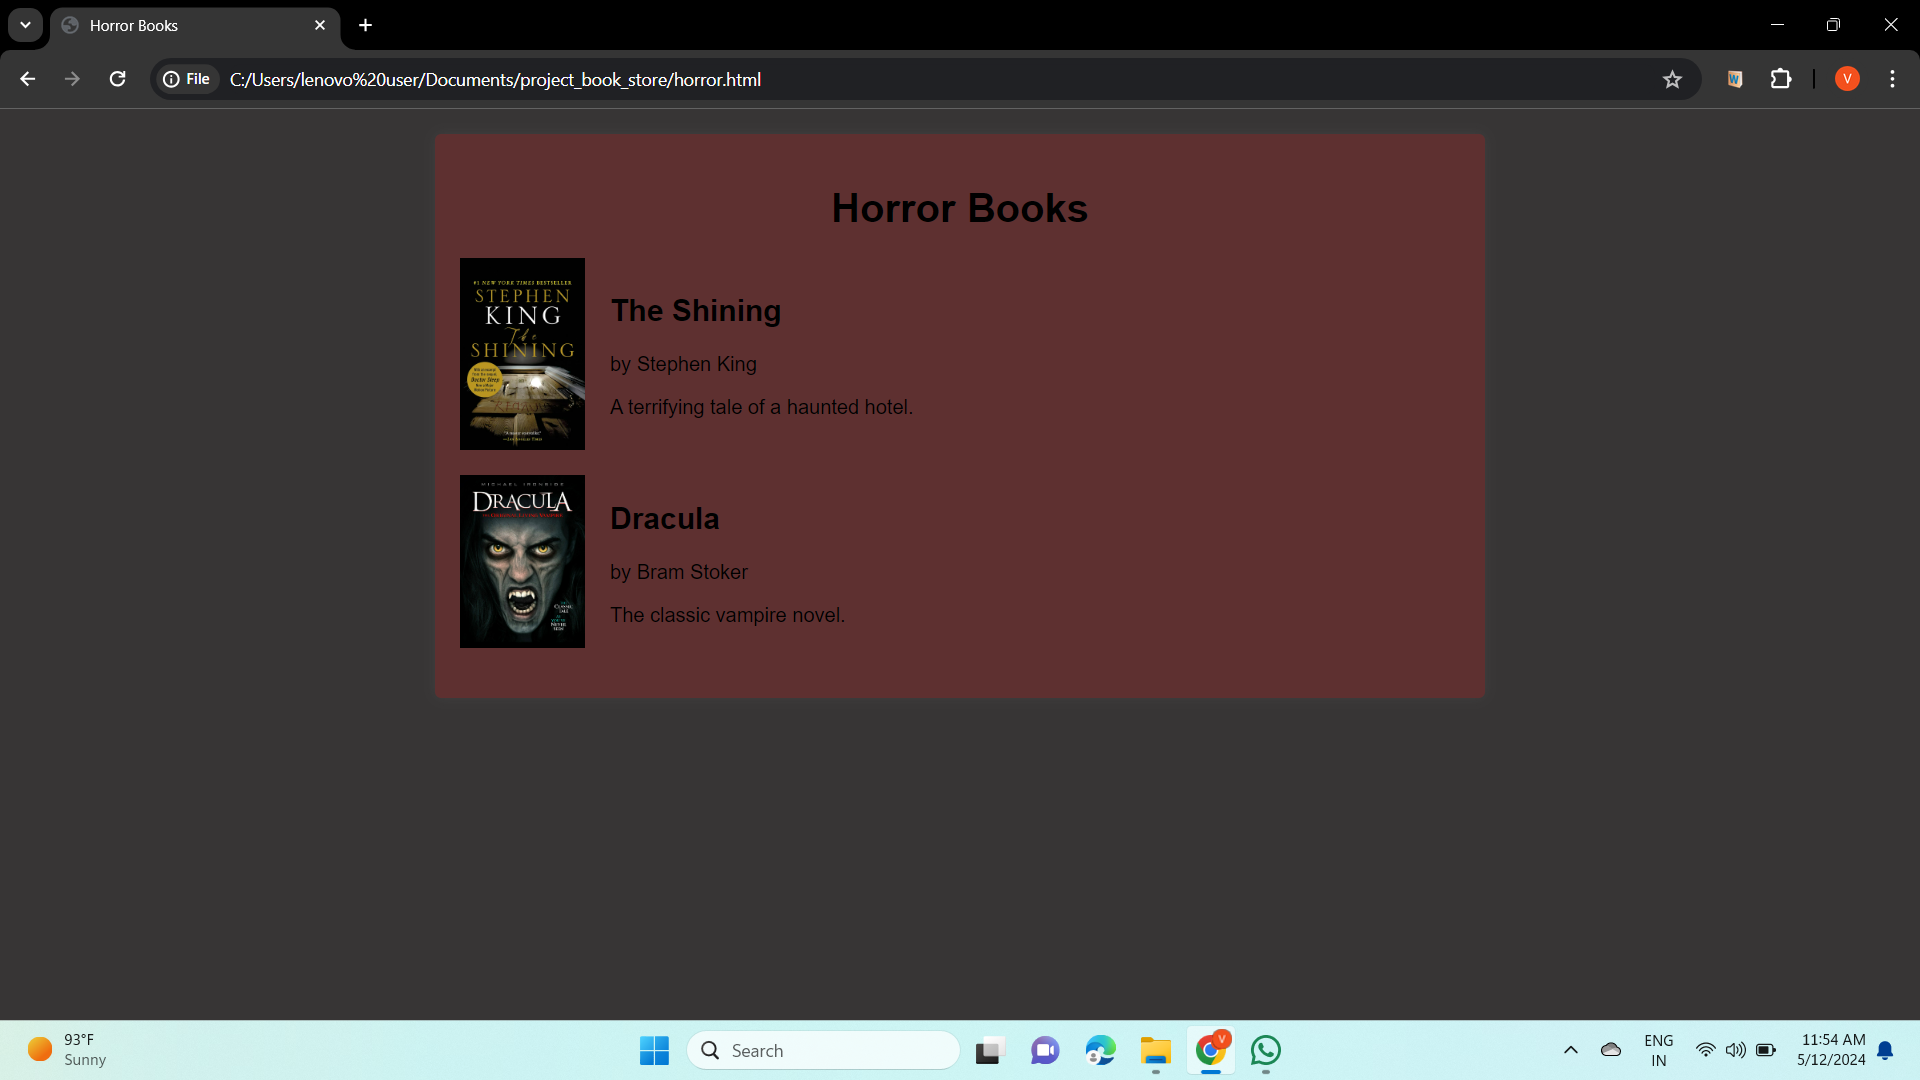 Horror Books
File
C:/Users/lenovo%20user/Documents/project_book_store/horror.html
V
Horror Books
#1 NEW YORK TIMES BESTSELLER
STEPHEN
KING
The
SHINING
Doctor Sleep
The Shining
by Stephen King
A terrifying tale of a haunted hotel.
DRACULA
Dracula
by Bram Stoker
The classic vampire novel.
93°F
Sunny
Search
V
ENG
IN
11:54 AM
5/12/2024